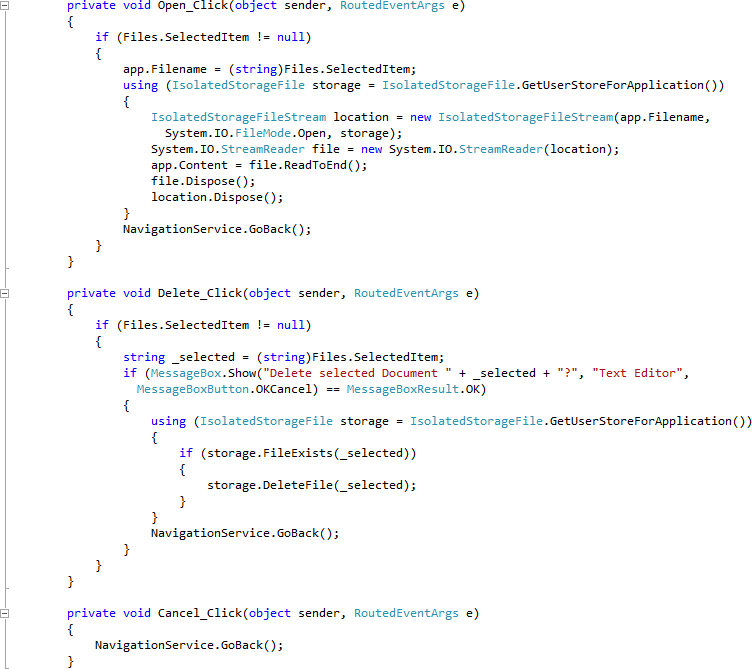 private void Open_Click(object sender, RoutedEventArgs e)
{
if (Files.SelectedItem != null)
{
app.Filename = (string)Files.SelectedItem;
using (IsolatedStorageFile storage = IsolatedStorageFile.GetUserStoreForApplication())
{
IsolatedStorageFileStream location = new IsolatedStorageFileStream(app.Filename,
System.IO.FileMode.Open, storage);
System.IO.StreamReader file = new System.IO.StreamReader(location);
app.Content = file.ReadToEnd();
file.Dispose();
location.Dispose();
}
NavigationService.GoBack();
}
}
private void Delete_Click(object sender, RoutedEventArgs e)
{
if (Files.SelectedItem != null)
{
string _selected = (string)Files.SelectedItem;
if (MessageBox.Show("Delete selected Document " + _selected + "?", "Text Editor",
MessageBoxButton.OKCancel) == MessageBoxResult.OK)
{
using (IsolatedStorageFile storage = IsolatedStorageFile.GetUserStoreForApplication())
{
if (storage.FileExists(_selected))
{
storage.DeleteFile(_selected);
}
}
NavigationService.GoBack();
}
}
}
private void Cancel_Click(object sender, RoutedEventArgs e)
{
NavigationService.GoBack();
}